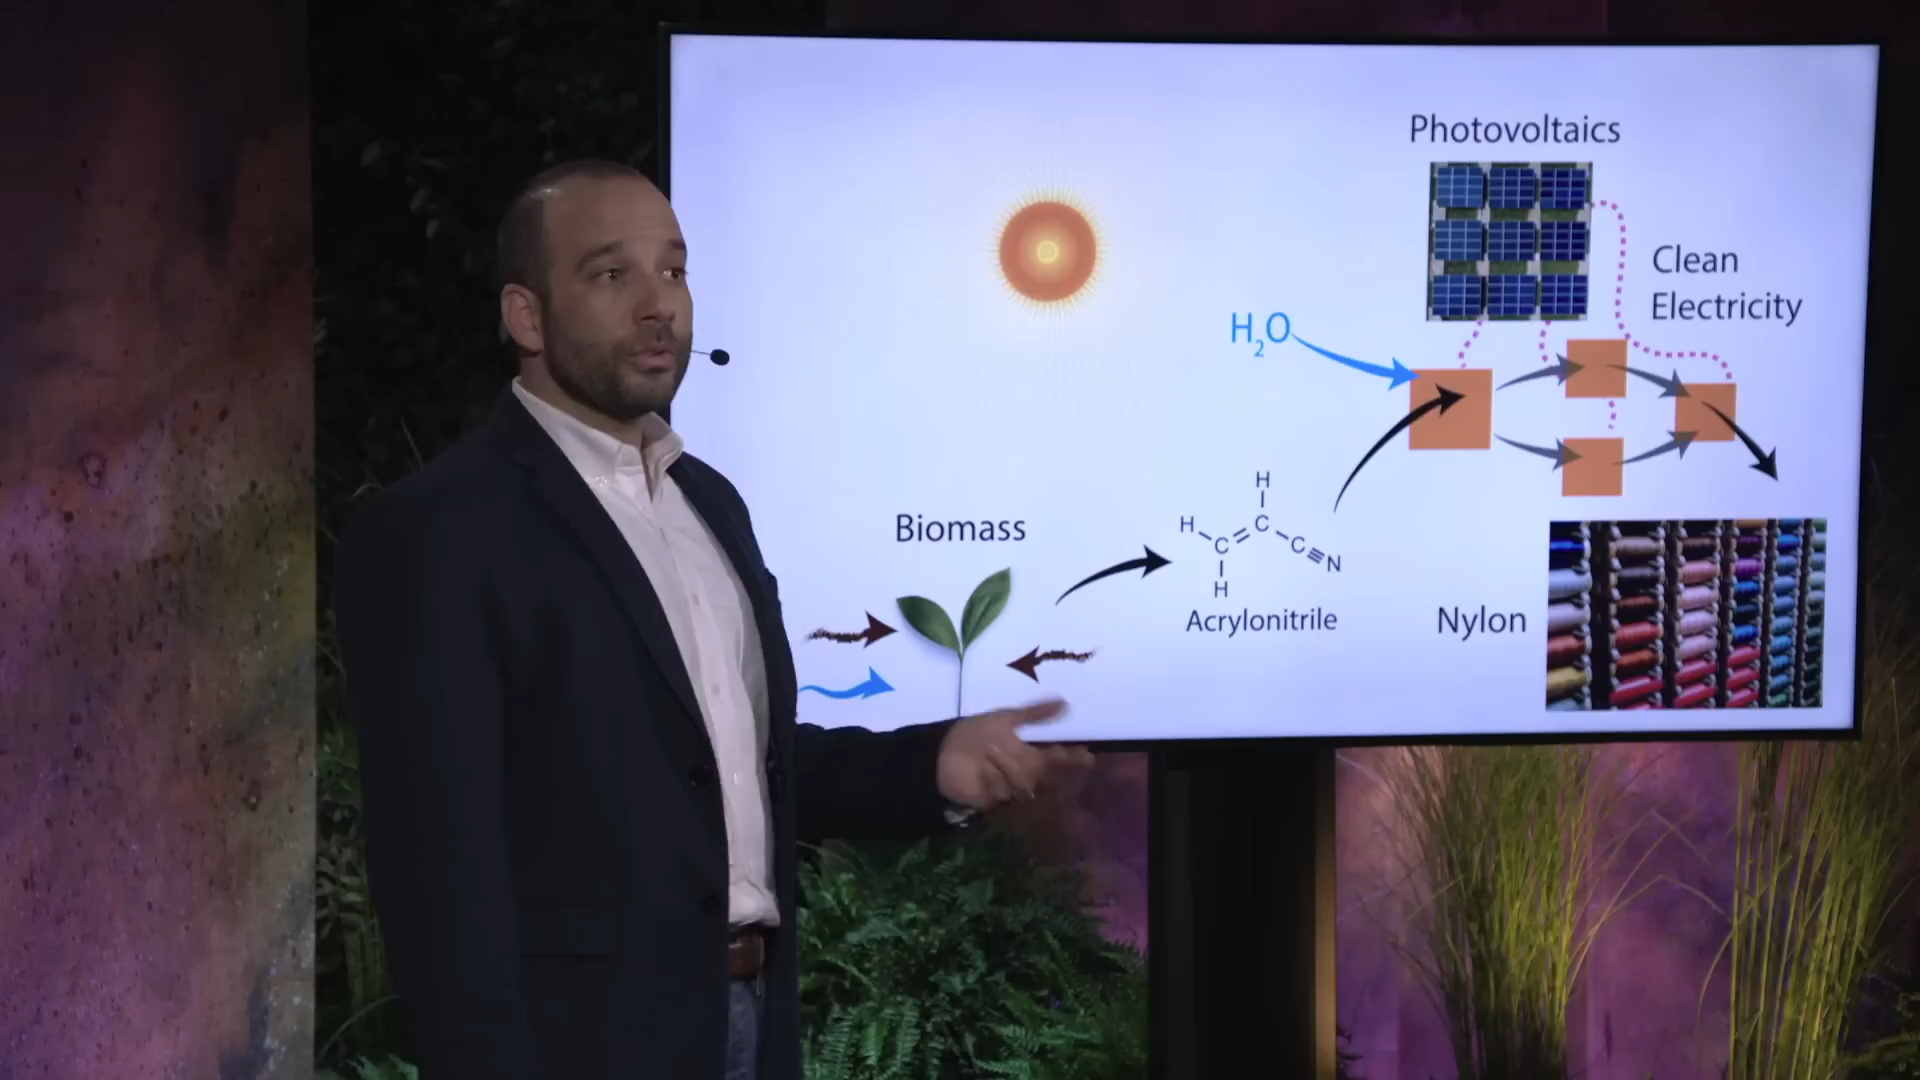 Photovoltaics
Clean
Electricity
H₂O
Biomass
H
H
C
C
C≡N
H
Acrylonitrile
Nylon